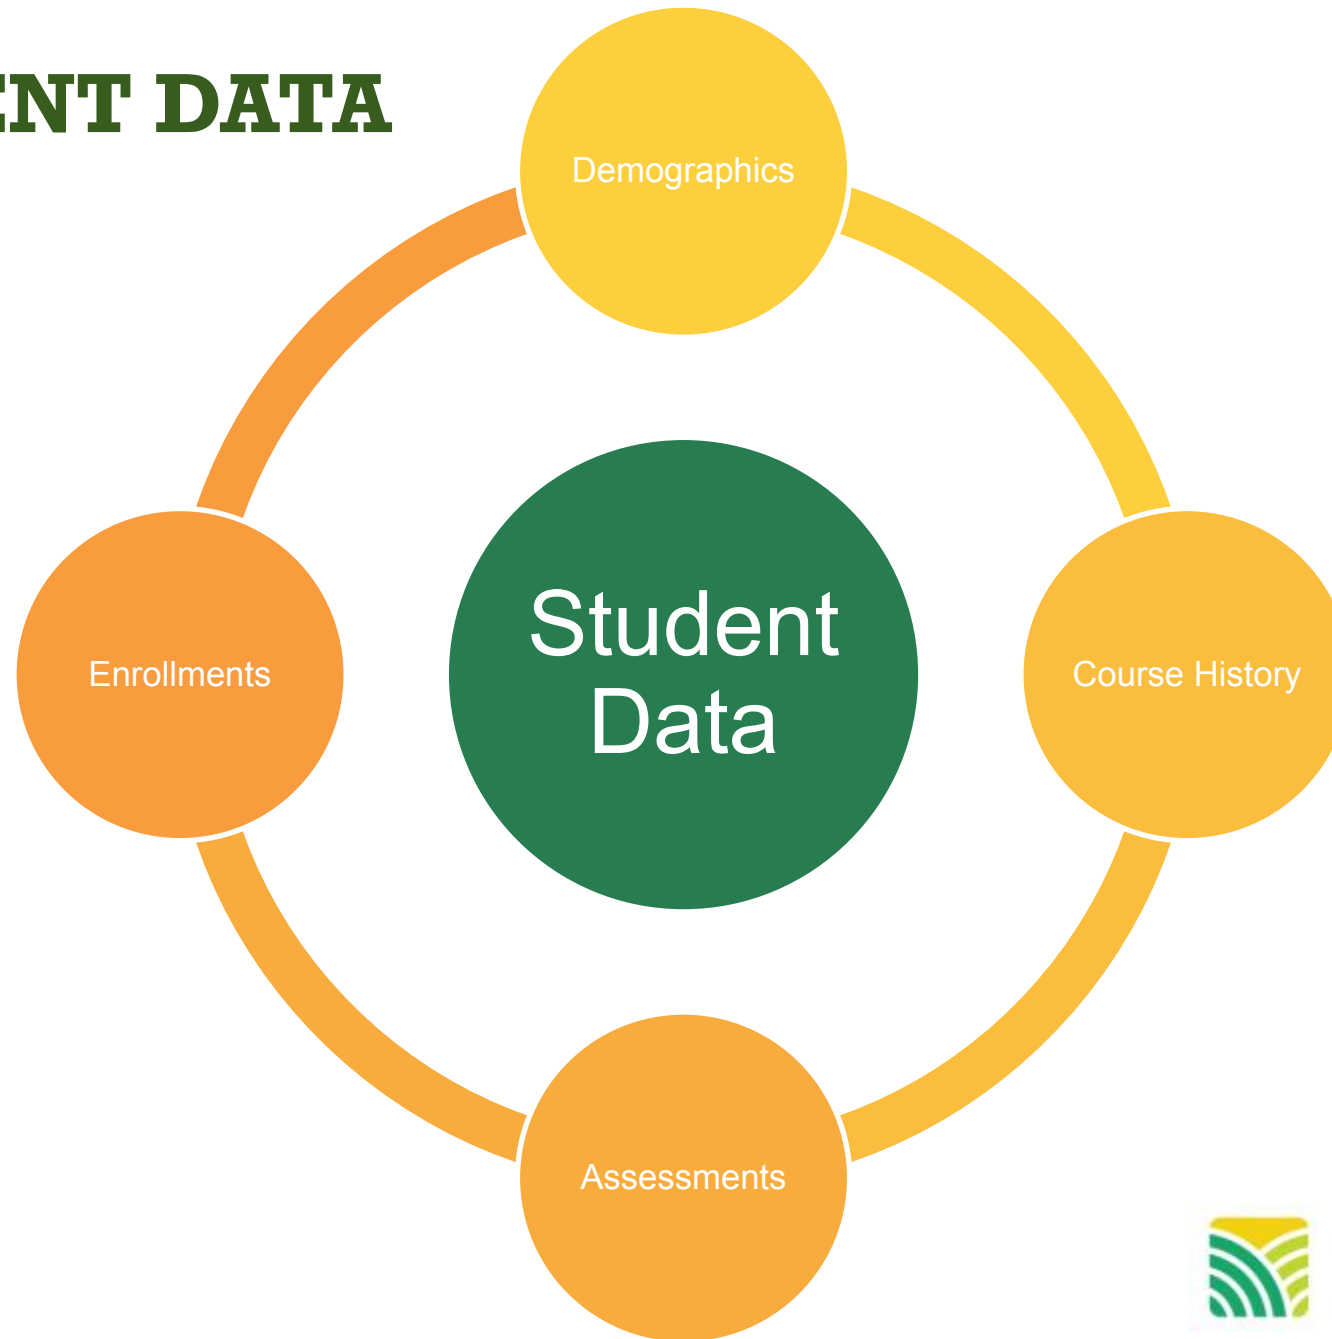 ENT DATA
Demographics
Enrollments
Student
Data
Course History
Assessments